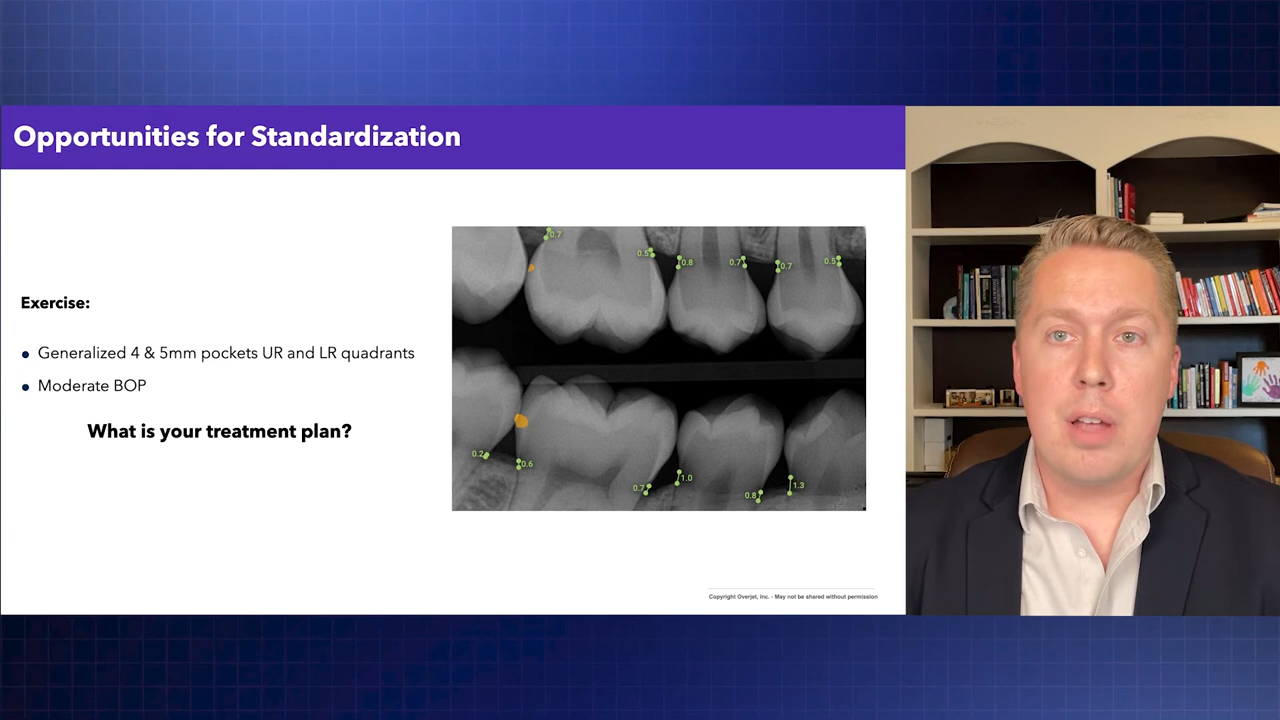 Opportunities for Standardization
Exercise:
Generalized 4 & 5mm pockets UR and LR quadrants
Moderate BOP
What is your treatment plan?
0.7
0.5
0.8
0.7
0.7
0.5
0.2
0.6
0.7
1.0
0.8
1.3
Copyright Overjet, Inc. - May not be shared without permission